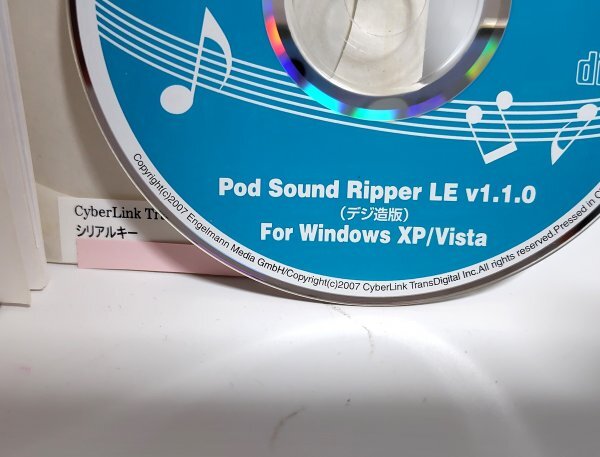 Pod Sound Ripper LE v1.1.0
(デジ造版)
For Windows XP/Vista
Copyright(c)2007 Engelmann Media GmbH/Copyright(c)2007 CyberLink TransDigital Inc.All rights reserved.Pressed in
CyberLink
シリアルキー